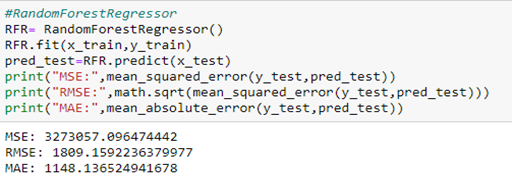 #RandomForestRegressor
RFR= RandomForestRegressor()
RFR.fit(x_train,y_train)
pred_test=RFR.predict(x_test)
print("MSE:",mean_squared_error(y_test,pred_test))
print("RMSE:",math.sqrt(mean_squared_error(y_test,pred_test)))
print("MAE:",mean_absolute_error(y_test,pred_test))
MSE: 3273057.096474442
RMSE: 1809.1592236379977
MAE: 1148.136524941678